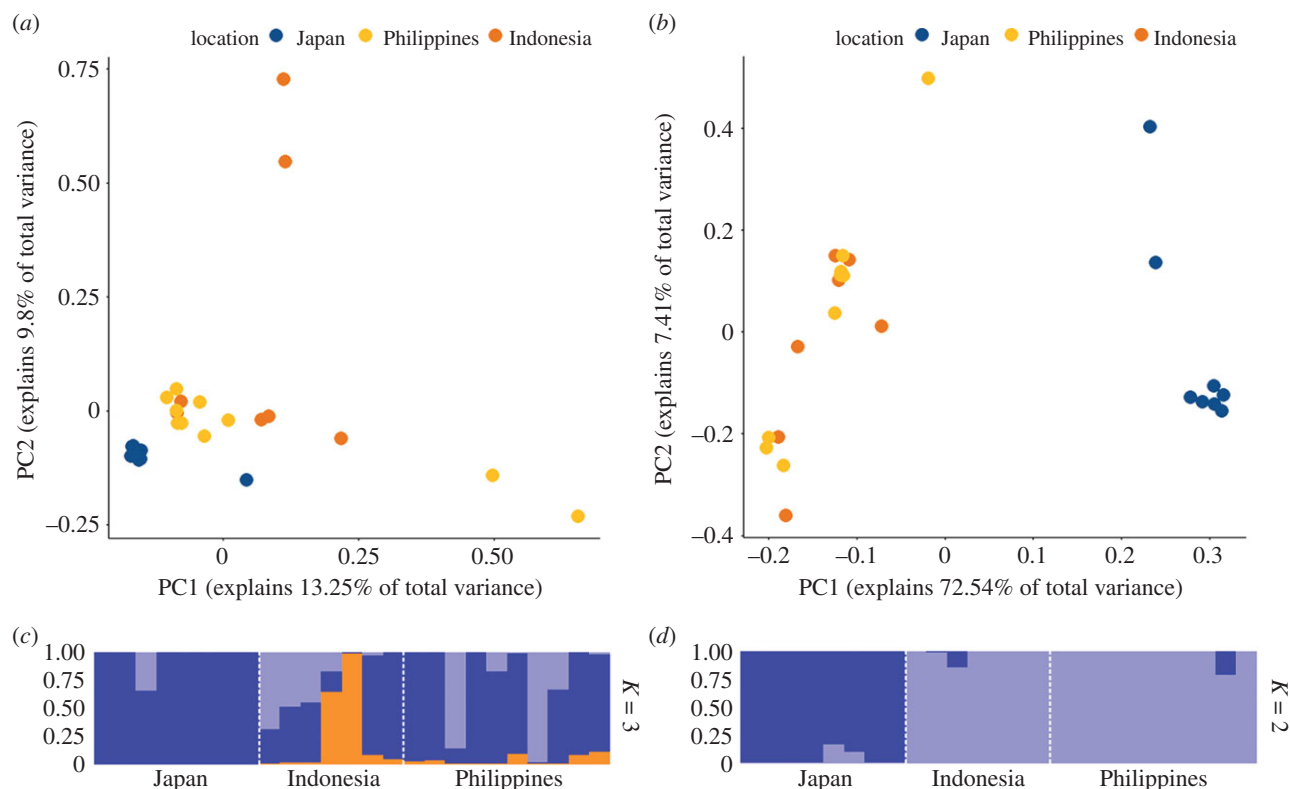 (a)
location Japan Philippines Indonesia
0.75
0.50
0.25
0
–0.25
PC2 (explains 9.8% of total variance)
0 0.25 0.50
PC1 (explains 13.25% of total variance)
(b)
location Japan Philippines Indonesia
0.4
0.2
0
–0.2
–0.4
PC2 (explains 7.41% of total variance)
–0.2 –0.1 0 0.1 0.2 0.3
PC1 (explains 72.54% of total variance)
(c)
1.00
0.75
0.50
0.25
0
K = 3
Japan Indonesia Philippines
(d)
1.00
0.75
0.50
0.25
0
K = 2
Japan Indonesia Philippines